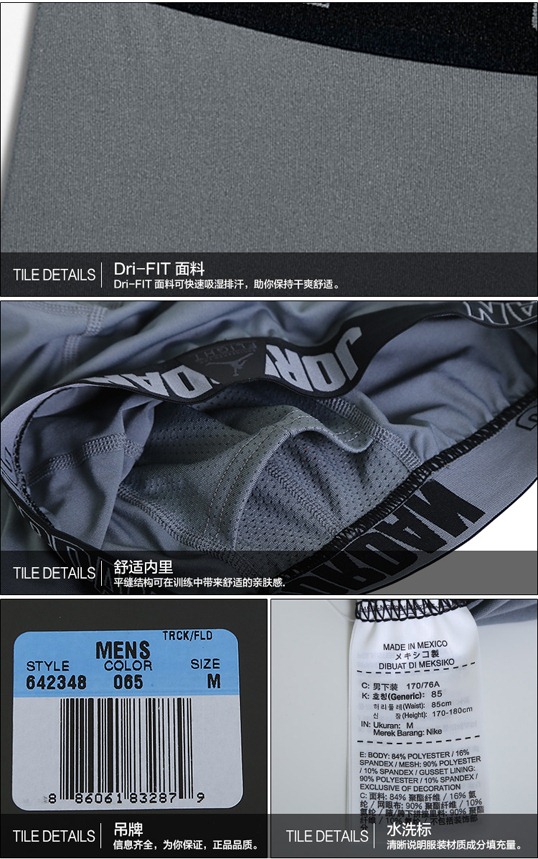 TILE DETAILS
Dri-FIT 面料
Dri-FIT 面料可快速吸湿排汗，助你保持干爽舒适。
JORDAN
FLIGHT
TILE DETAILS
舒适内里
平缝结构可在训练中带来舒适的亲肤感.
TRCK/FLD
MENS
STYLE COLOR SIZE
642348 065 M
8 86061 83287 9
TILE DETAILS
吊牌
信息齐全，为你保证，正品品质。
MADE IN MEXICO
メキシコ製
DIBUAT DI MEKSIKO
C: 男下装 170/76A
K: 호칭(Generic): 85
허리둘레(Waist): 85cm
신 장(Height): 170-180cm
IN: Ukuran: M
Merek Barang: Nike
E: BODY: 84% POLYESTER / 16%
SPANDEX / MESH: 90% POLYESTER
/ 10% SPANDEX / GUSSET LINING:
90% POLYESTER / 10% SPANDEX /
EXCLUSIVE OF DECORATION
C: 面料: 84% 聚酯纤维 / 16% 氨
纶 / 网眼布: 90% 聚酯纤维 / 10%
TILE DETAILS
水洗标
清晰说明服装材质成分填充量。